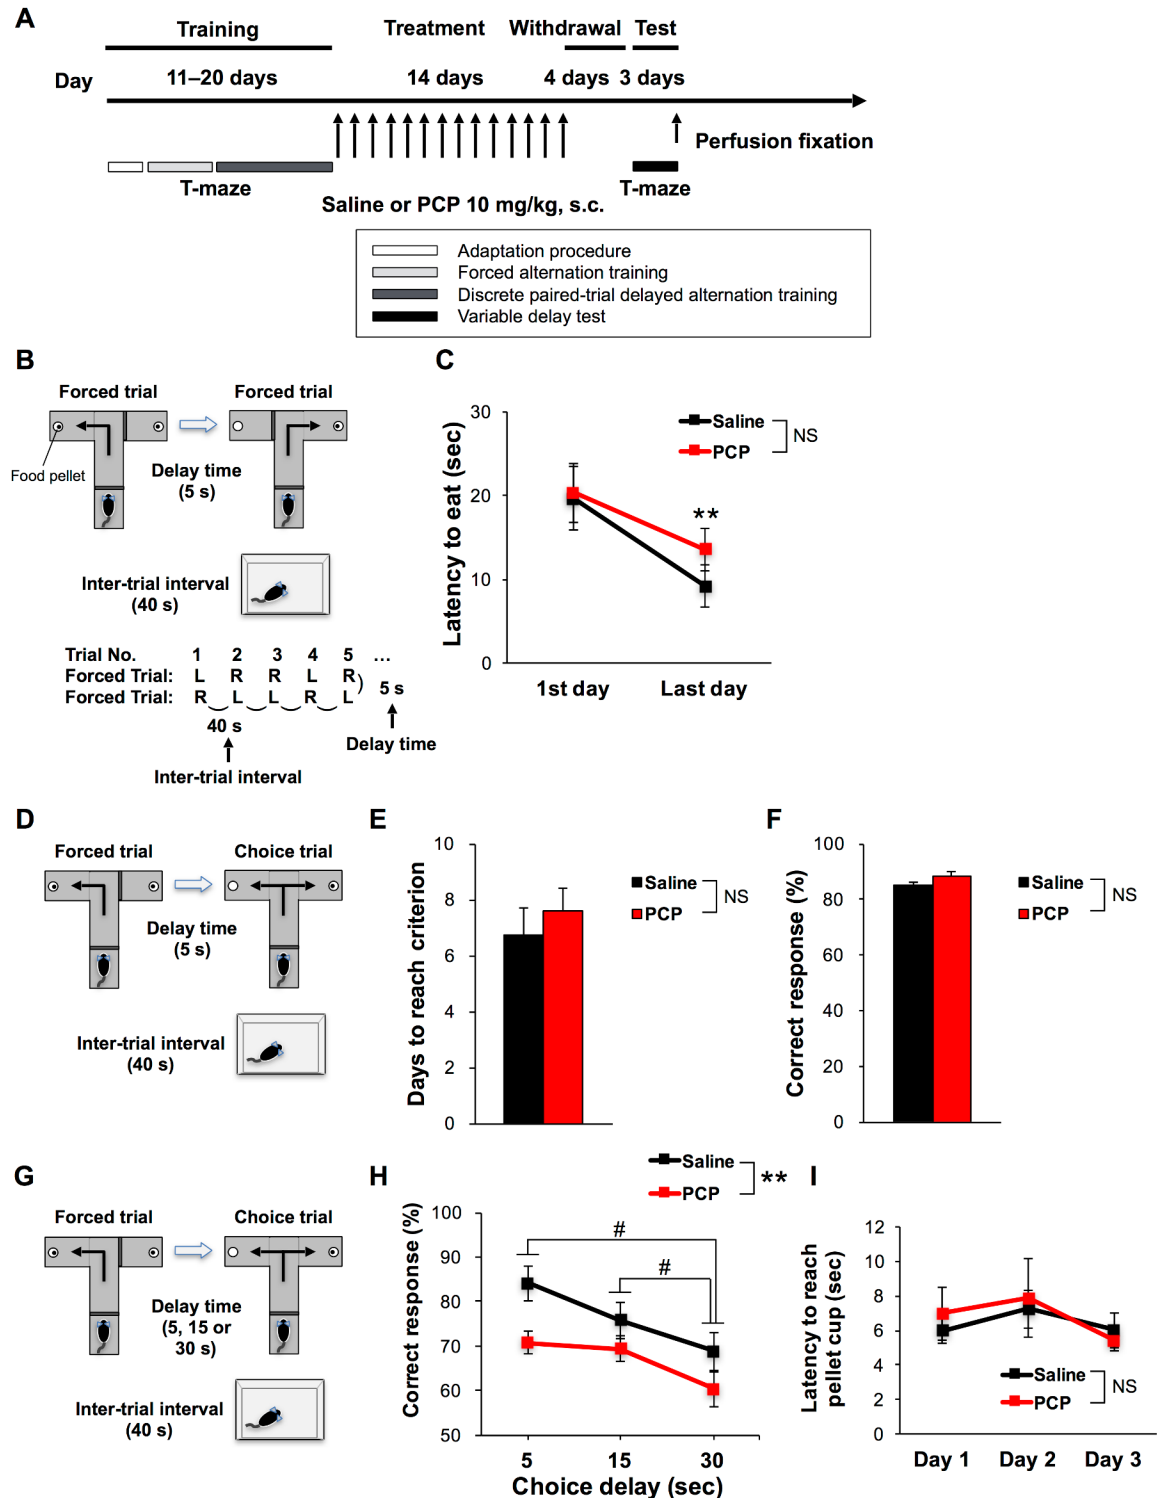 A
Training
Treatment
Withdrawal
Test
Day
11–20 days
14 days
4 days
3 days
Perfusion fixation
T-maze
T-maze
Saline or PCP 10 mg/kg, s.c.
Adaptation procedure
Forced alternation training
Discrete paired-trial delayed alternation training
Variable delay test
B
Forced trial
Forced trial
Food pellet
Delay time
(5 s)
Inter-trial interval
(40 s)
Trial No. 1 2 3 4 5 ...
Forced Trial: L R R L R
Forced Trial: R L L R L
5 s
40 s
Delay time
Inter-trial interval
C
Latency to eat (sec)
30
20
10
0
Saline
PCP
NS
**
1st day
Last day
D
Forced trial
Choice trial
Delay time
(5 s)
Inter-trial interval
(40 s)
E
Days to reach criterion
10
8
6
4
2
0
Saline
PCP
NS
F
Correct response (%)
100
80
60
40
20
0
Saline
PCP
NS
G
Forced trial
Choice trial
Delay time
(5, 15 or
30 s)
Inter-trial interval
(40 s)
H
Saline
PCP
**
Correct response (%)
100
90
80
70
60
50
#
#
5
15
30
Choice delay (sec)
I
Latency to reach
pellet cup (sec)
12
10
8
6
4
2
0
Saline
PCP
NS
Day 1
Day 2
Day 3